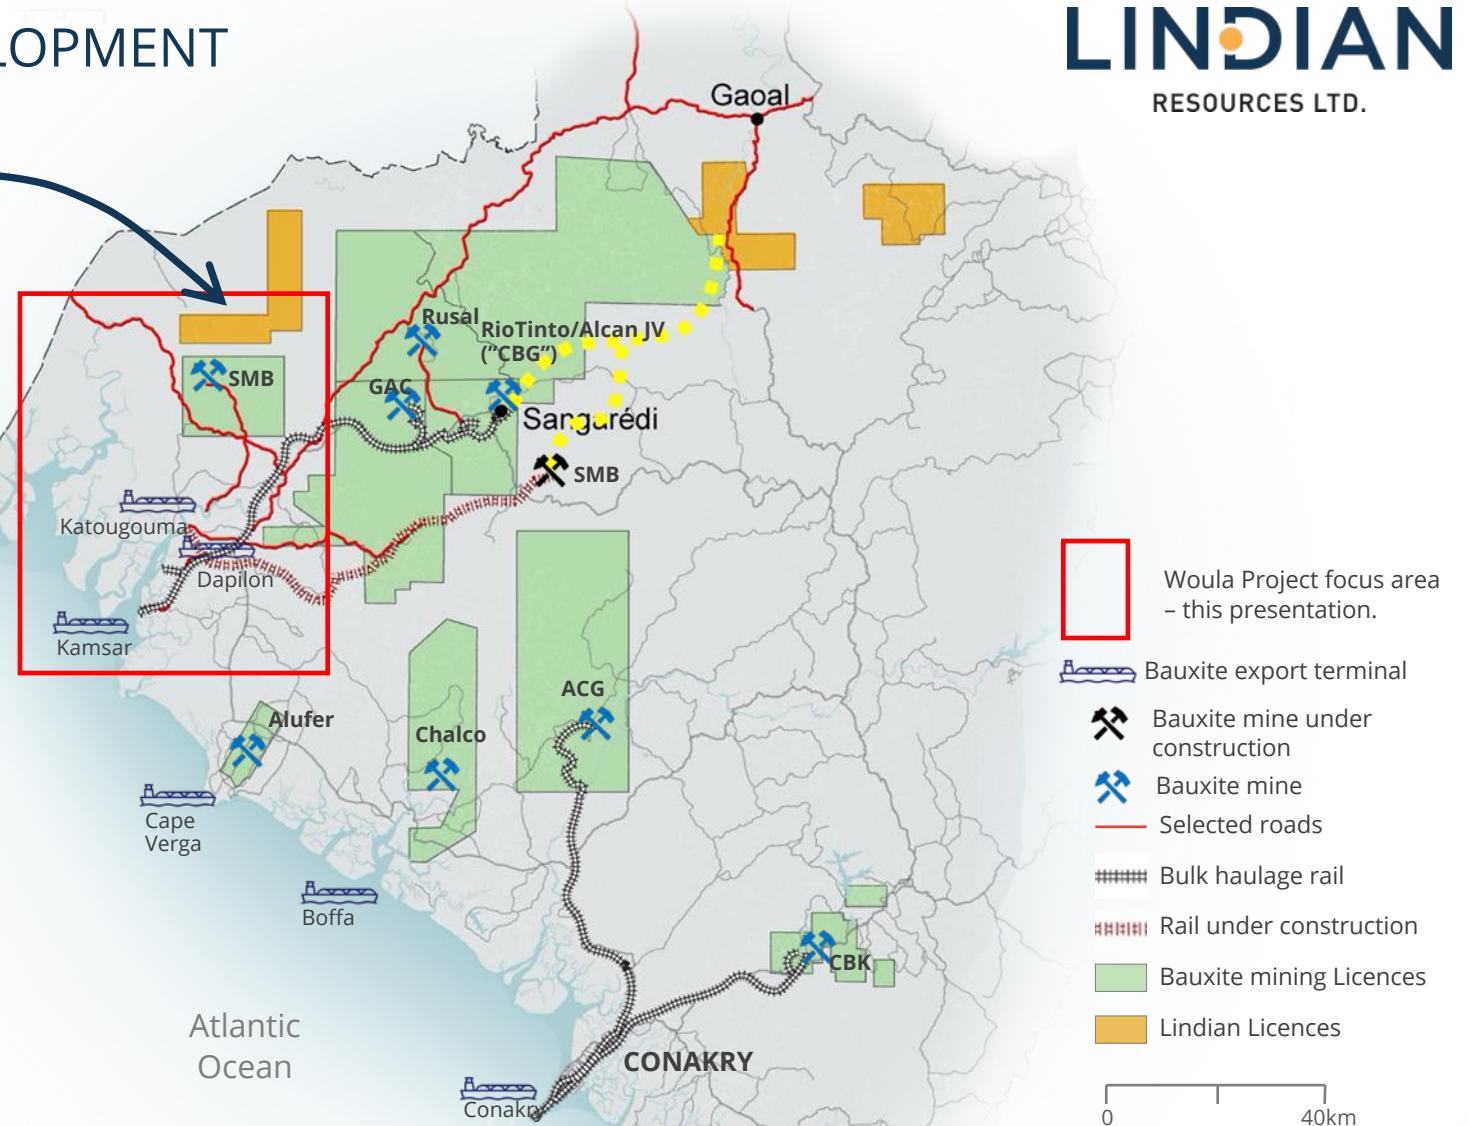 LOPMENT
LINDIAN
RESOURCES LTD.
Gaoal
Rusal
RioTinto/Alcan JV
("CBG")
SMB
GAC
Sangarédi
SMB
Katougouma
Dapilon
Kamsar
ACG
Alufer
Chalco
Cape
Verga
Boffa
CBK
Atlantic
Ocean
CONAKRY
Conakry
Woula Project focus area
– this presentation.
Bauxite export terminal
Bauxite mine under
construction
Bauxite mine
Selected roads
Bulk haulage rail
Rail under construction
Bauxite mining Licences
Lindian Licences
0
40km